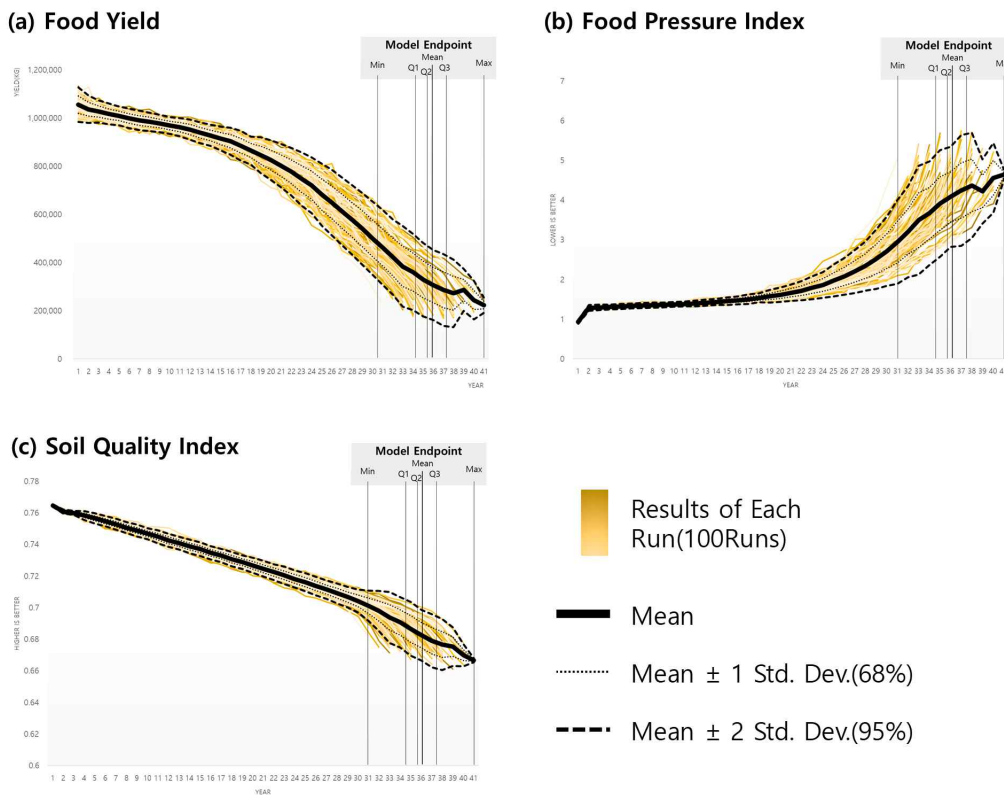 (a) Food Yield
Model Endpoint
Mean
Min
Q1
Q2
Q3
Max
YIELD(KG)
1,200,000
1,000,000
800,000
600,000
400,000
200,000
0
1 2 3 4 5 6 7 8 9 10 11 12 13 14 15 16 17 18 19 20 21 22 23 24 25 26 27 28 29 30 31 32 33 34 35 36 37 38 39 40 41
YEAR
(b) Food Pressure Index
Model Endpoint
Mean
Min
Q1
Q2
Q3
Max
LOWER IS BETTER
7
6
5
4
3
2
1
0
1 2 3 4 5 6 7 8 9 10 11 12 13 14 15 16 17 18 19 20 21 22 23 24 25 26 27 28 29 30 31 32 33 34 35 36 37 38 39 40
YEAR
(c) Soil Quality Index
Model Endpoint
Mean
Min
Q1
Q2
Q3
Max
HIGHER IS BETTER
0.78
0.76
0.74
0.72
0.7
0.68
0.66
0.64
0.62
0.6
1 2 3 4 5 6 7 8 9 10 11 12 13 14 15 16 17 18 19 20 21 22 23 24 25 26 27 28 29 30 31 32 33 34 35 36 37 38 39 40 41
YEAR
Results of Each
Run(100Runs)
Mean
Mean ± 1 Std. Dev.(68%)
Mean ± 2 Std. Dev.(95%)